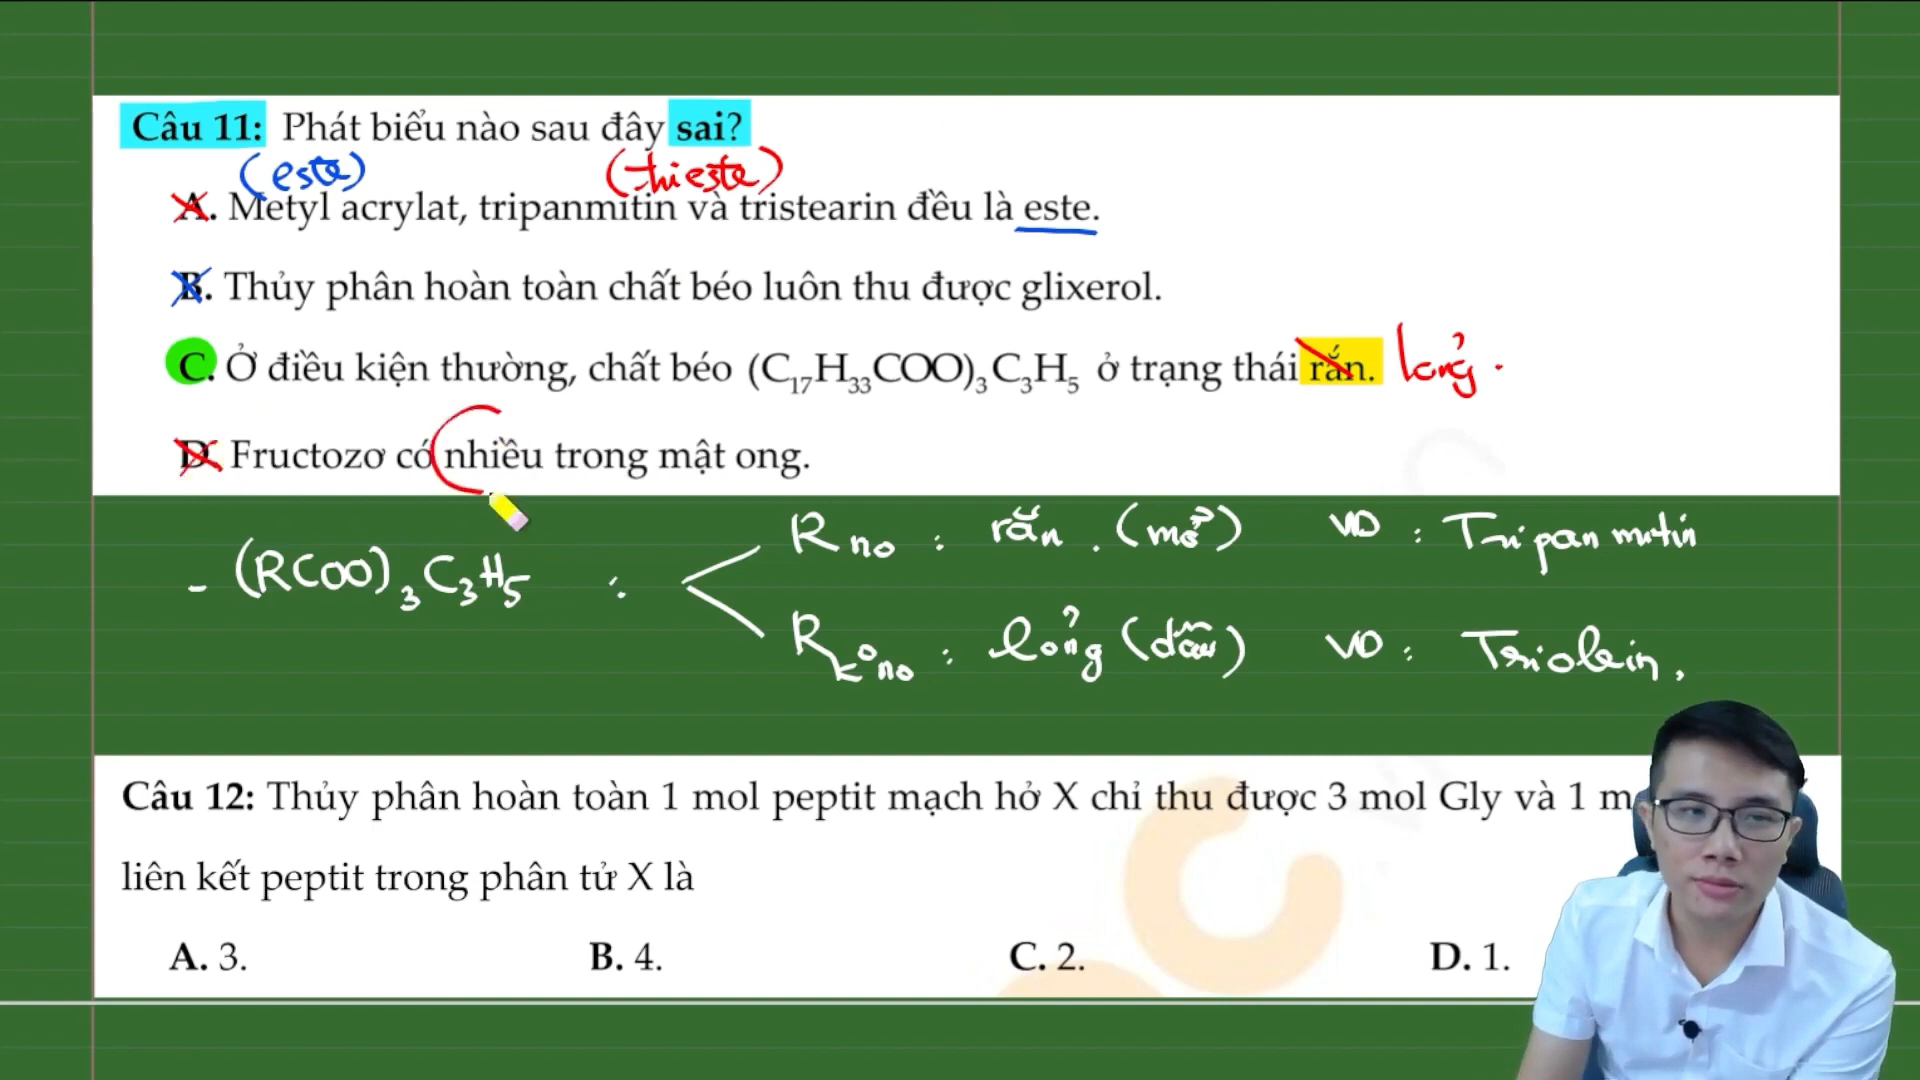 Câu 11: Phát biểu nào sau đây sai?
(este) (trieste)
A. Metyl acrylat, tripanmitin và tristearin đều là este.
B. Thủy phân hoàn toàn chất béo luôn thu được glixerol.
C. Ở điều kiện thường, chất béo (C₁₇H₃₃COO)₃C₃H₅ ở trạng thái rắn. lỏng.
D. Fructozơ có nhiều trong mật ong.
R no : rắn. (mỡ) VD : Tripanmitin
- (RCOO)₃C₃H₅ :
R k° no : lỏng (dầu) VD : Triolein.
Câu 12: Thủy phân hoàn toàn 1 mol peptit mạch hở X chỉ thu được 3 mol Gly và 1 m
liên kết peptit trong phân tử X là
A. 3. B. 4. C. 2. D. 1.